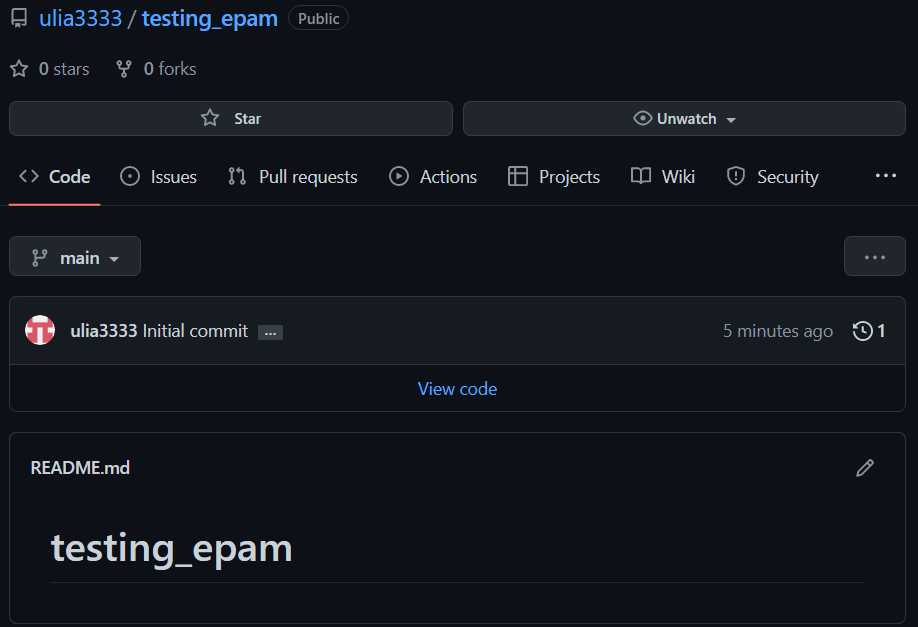 ulia3333 / testing_epam Public
0 stars 0 forks
Star Unwatch
Code Issues Pull requests Actions Projects Wiki Security ...
main ...
ulia3333 Initial commit ... 5 minutes ago 1
View code
README.md
testing_epam